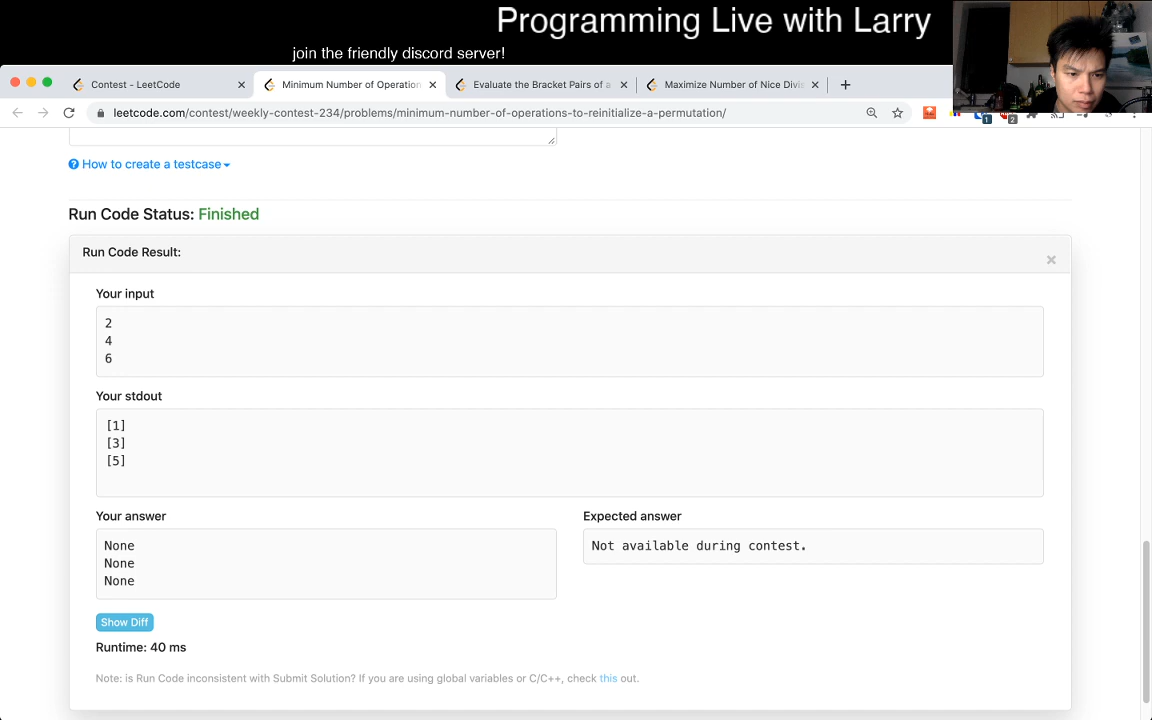 Programming Live with Larry
join the friendly discord server!
Contest - LeetCode
Minimum Number of Operation
Evaluate the Bracket Pairs of a
Maximize Number of Nice Divis
leetcode.com/contest/weekly-contest-234/problems/minimum-number-of-operations-to-reinitialize-a-permutation/
1
2
How to create a testcase
Run Code Status: Finished
Run Code Result:
Your input
2
4
6
Your stdout
[1]
[3]
[5]
Your answer
Expected answer
None
None
None
Not available during contest.
Show Diff
Runtime: 40 ms
Note: is Run Code inconsistent with Submit Solution? If you are using global variables or C/C++, check this out.